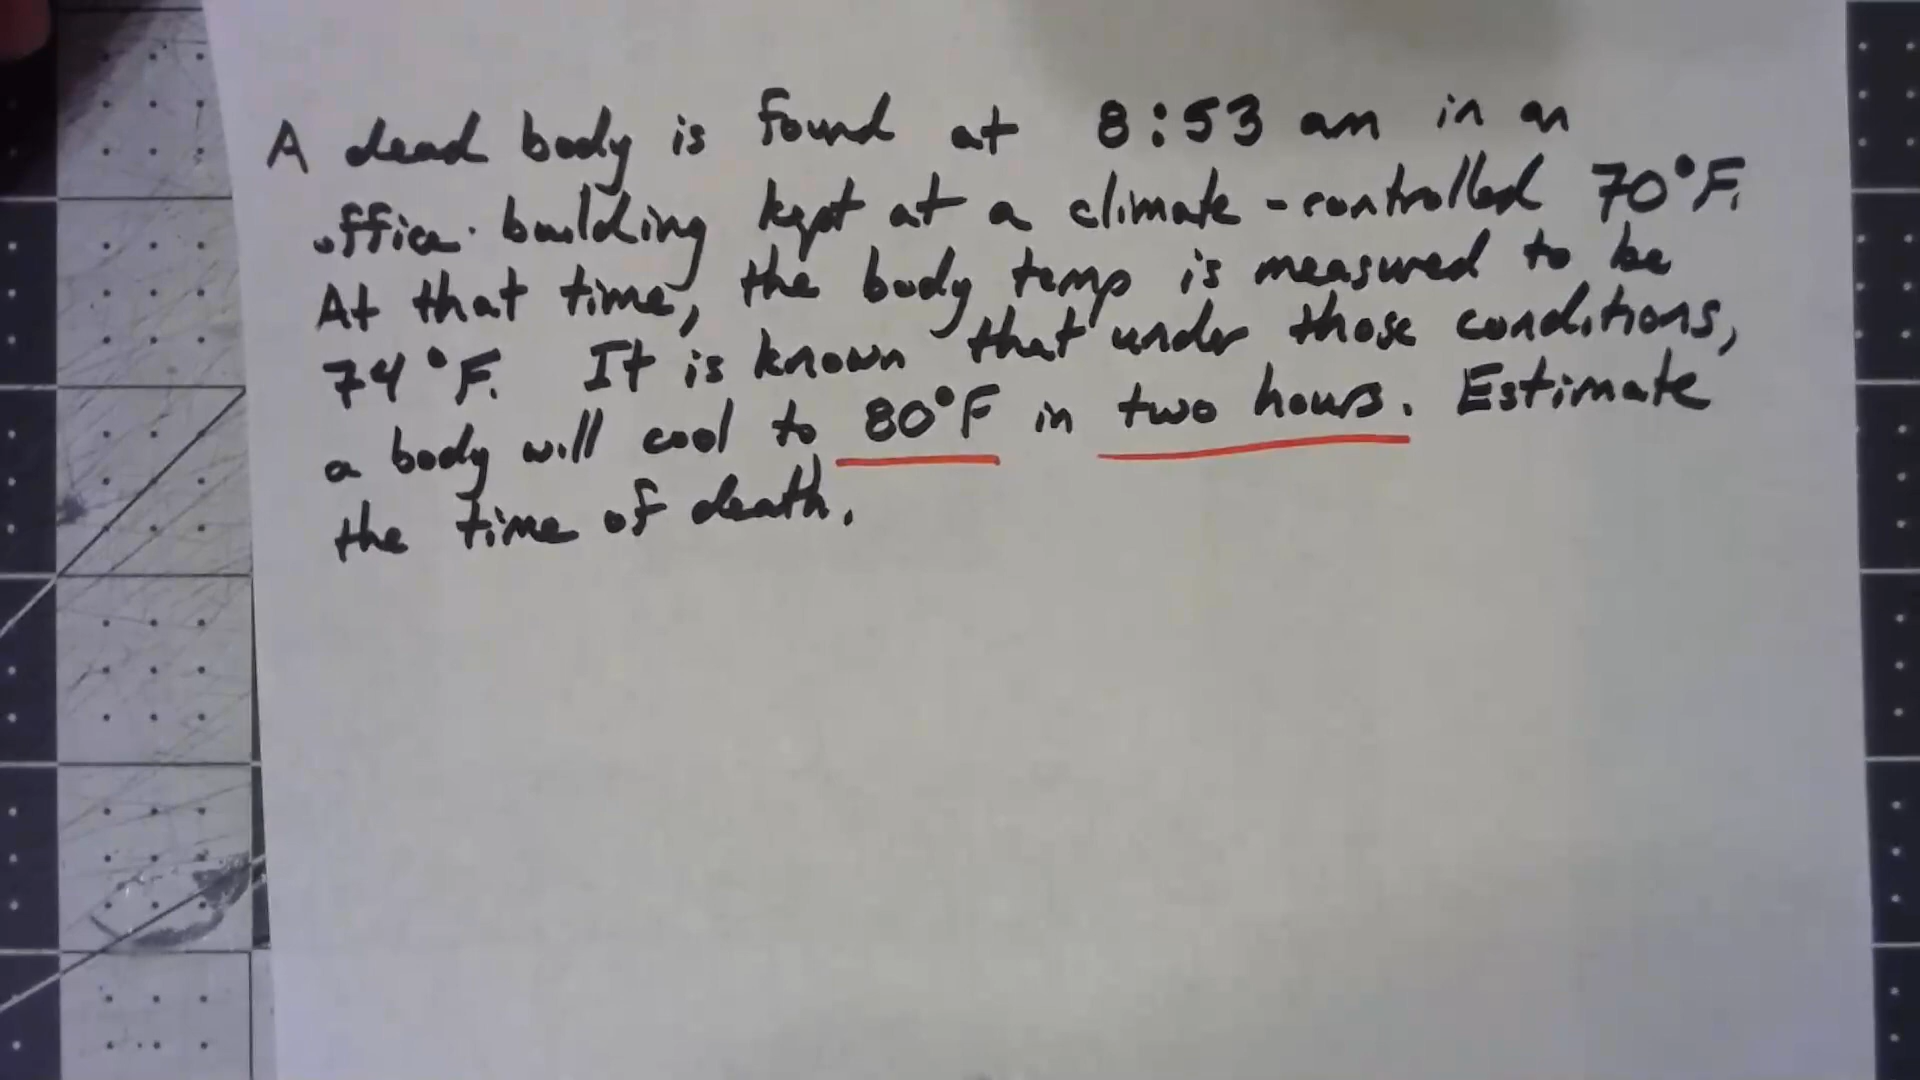 A dead body is found at 8:53 am in an
office building kept at a climate-controlled 70°F.
At that time, the body temp is measured to be
74°F. It is known that under those conditions,
a body will cool to 80°F in two hours. Estimate
the time of death.